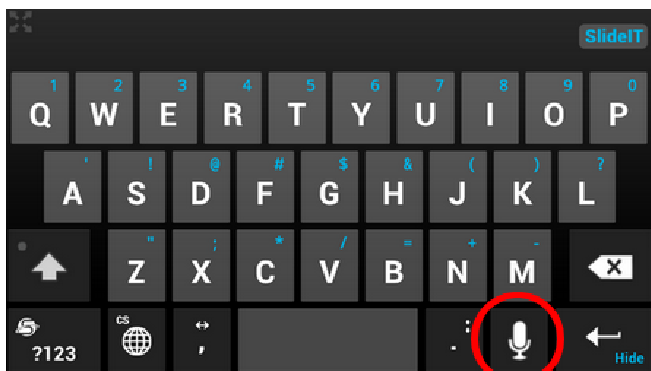 SlideIT
1 2 3 4 5 6 7 8 9 0
Q W E R T Y U I O P
' ! @ # $ & ( ) ?
A S D F G H J K L
" ; * / = + -
Z X C V B N M
CS
?123 , . : Hide